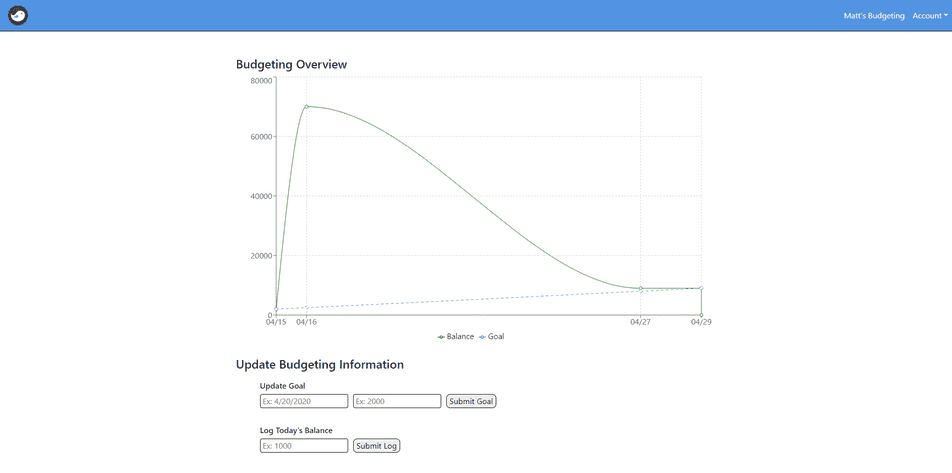 Matt's Budgeting Account
Budgeting Overview
80000
60000
40000
20000
0
04/15 04/16 04/27 04/29
Balance Goal
Update Budgeting Information
Update Goal
Ex: 4/20/2020 Ex: 2000 Submit Goal
Log Today's Balance
Ex: 1000 Submit Log